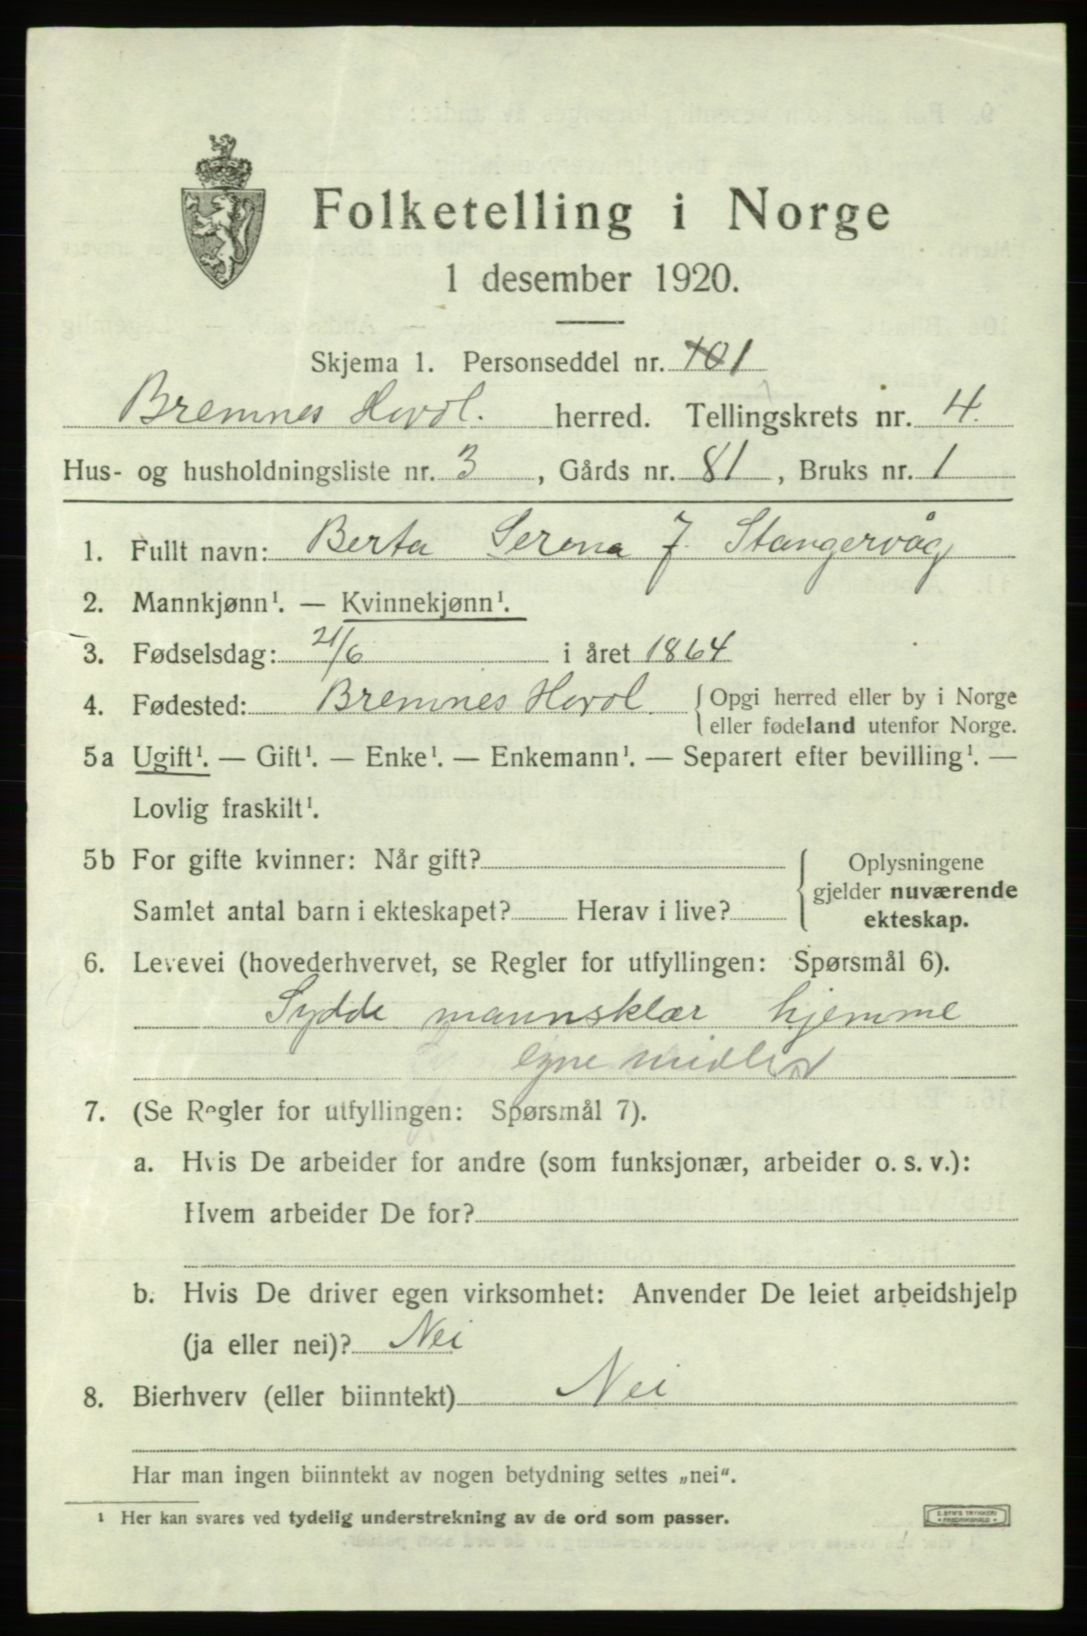 Folketelling i Norge
1 desember 1920.
Skjema 1. Personseddel nr. 101
Bremnes Hordl. herred. Tellingskrets nr. 4.
Hus- og husholdningsliste nr. 3, Gårds nr. 81, Bruks nr. 1
1. Fullt navn: Berta Serena J. Stangervåg
2. Mannkjønn¹. — Kvinnekjønn¹.
3. Fødselsdag: 21/6 i året 1864
4. Fødested: Bremnes Hordl. {Opgi herred eller by i Norge
eller fødeland utenfor Norge.
5a Ugift¹. — Gift¹. — Enke¹. — Enkemann¹. — Separert efter bevilling¹. —
Lovlig fraskilt¹.
5b For gifte kvinner: Når gift?
Samlet antal barn i ekteskapet? Herav i live?
Oplysningene
gjelder nuværende
ekteskap.
6. Levevei (hovederhvervet, se Regler for utfyllingen: Spørsmål 6).
Sydde mannsklær hjemme
egne midler
7. (Se Regler for utfyllingen: Spørsmål 7).
a. Hvis De arbeider for andre (som funksjonær, arbeider o. s. v.):
Hvem arbeider De for?
b. Hvis De driver egen virksomhet: Anvender De leiet arbeidshjelp
(ja eller nei)? Nei
8. Bierhverv (eller biinntekt) Nei
Har man ingen biinntekt av nogen betydning settes „nei".
¹ Her kan svares ved tydelig understrekning av de ord som passer.